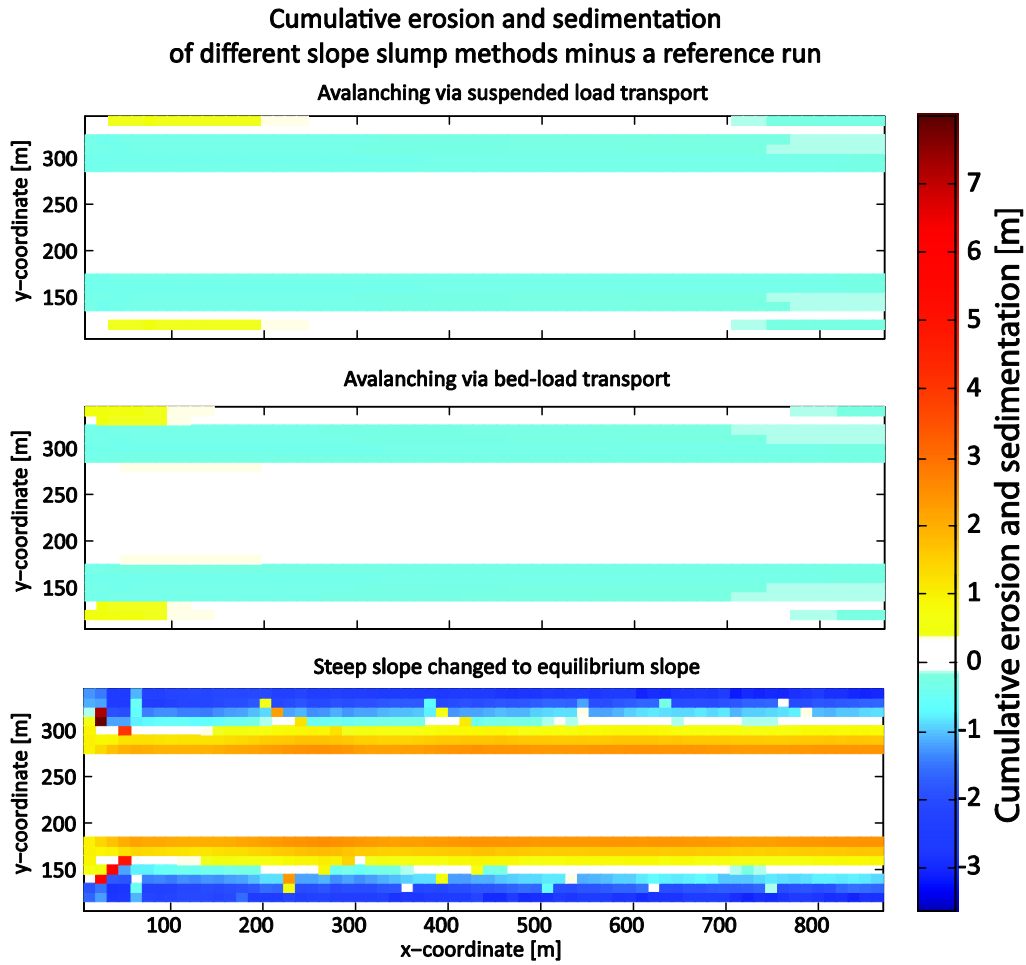 Cumulative erosion and sedimentation
of different slope slump methods minus a reference run
Avalanching via suspended load transport
y−coordinate [m]
300
250
200
150
Avalanching via bed-load transport
y−coordinate [m]
300
250
200
150
Steep slope changed to equilibrium slope
y−coordinate [m]
300
250
200
150
100 200 300 400 500 600 700 800
x−coordinate [m]
7
6
5
4
3
2
1
0
-1
-2
-3
Cumulative erosion and sedimentation [m]